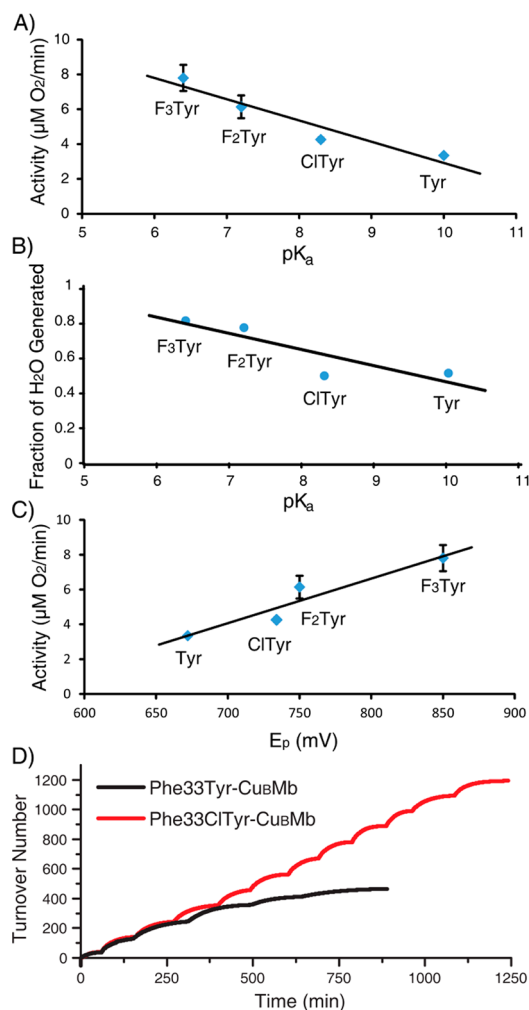 A)
Activity (µM O2/min)
10
8
6
4
2
0
F3Tyr
F2Tyr
ClTyr
Tyr
5 6 7 8 9 10 11
pKa
B)
Fraction of H2O Generated
1
0.8
0.6
0.4
0.2
0
F3Tyr
F2Tyr
ClTyr
Tyr
5 6 7 8 9 10 11
pKa
C)
Activity (µM O2/min)
10
8
6
4
2
0
Tyr
ClTyr
F2Tyr
F3Tyr
600 650 700 750 800 850 900
Ep (mV)
D)
Turnover Number
1200
1000
800
600
400
200
0
Phe33Tyr-CuBMb
Phe33ClTyr-CuBMb
0 250 500 750 1000 1250
Time (min)